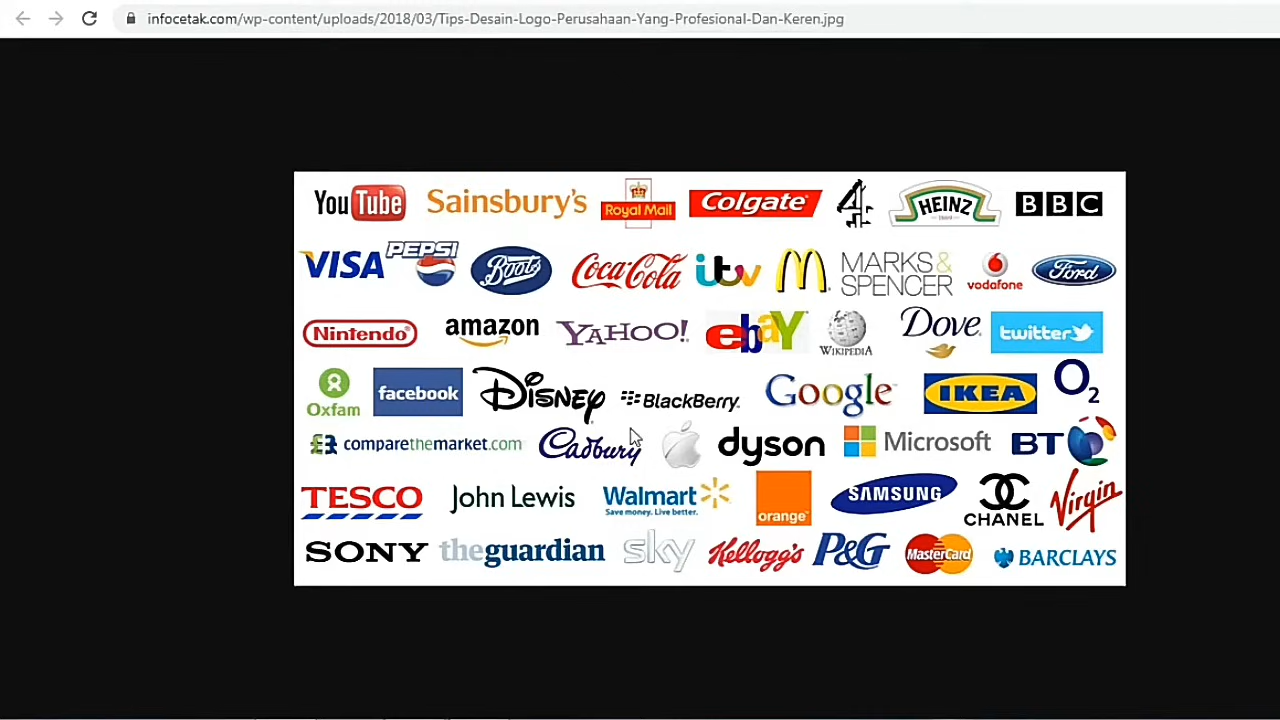 infocetak.com/wp-content/uploads/2018/03/Tips-Desain-Logo-Perusahaan-Yang-Profesional-Dan-Keren.jpg
YouTube Sainsbury's Royal Mail Colgate 4 HEINZ BBC
VISA PEPSI Boots Coca-Cola itv M MARKS & SPENCER vodafone Ford
Nintendo amazon YAHOO! ebaY WIKIPEDIA Dove twitter
Oxfam facebook Disney BlackBerry Google IKEA O2
comparethemarket.com Cadbury dyson Microsoft BT
TESCO John Lewis Walmart Save money. Live better. orange SAMSUNG CHANEL Virgin
SONY theguardian sky Kellogg's P&G MasterCard BARCLAYS